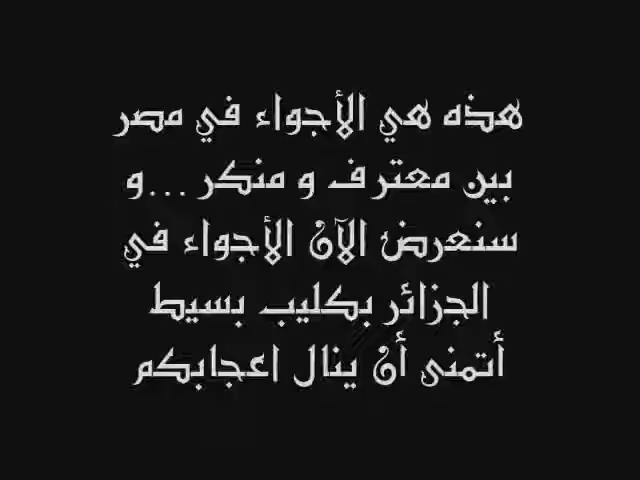 هذه هي الأجواء في مصر
بين معترف و منكر ...و
سنعرض الآن الأجواء في
الجزائر بكليب بسيط
أتمنى أن ينال اعجابكم